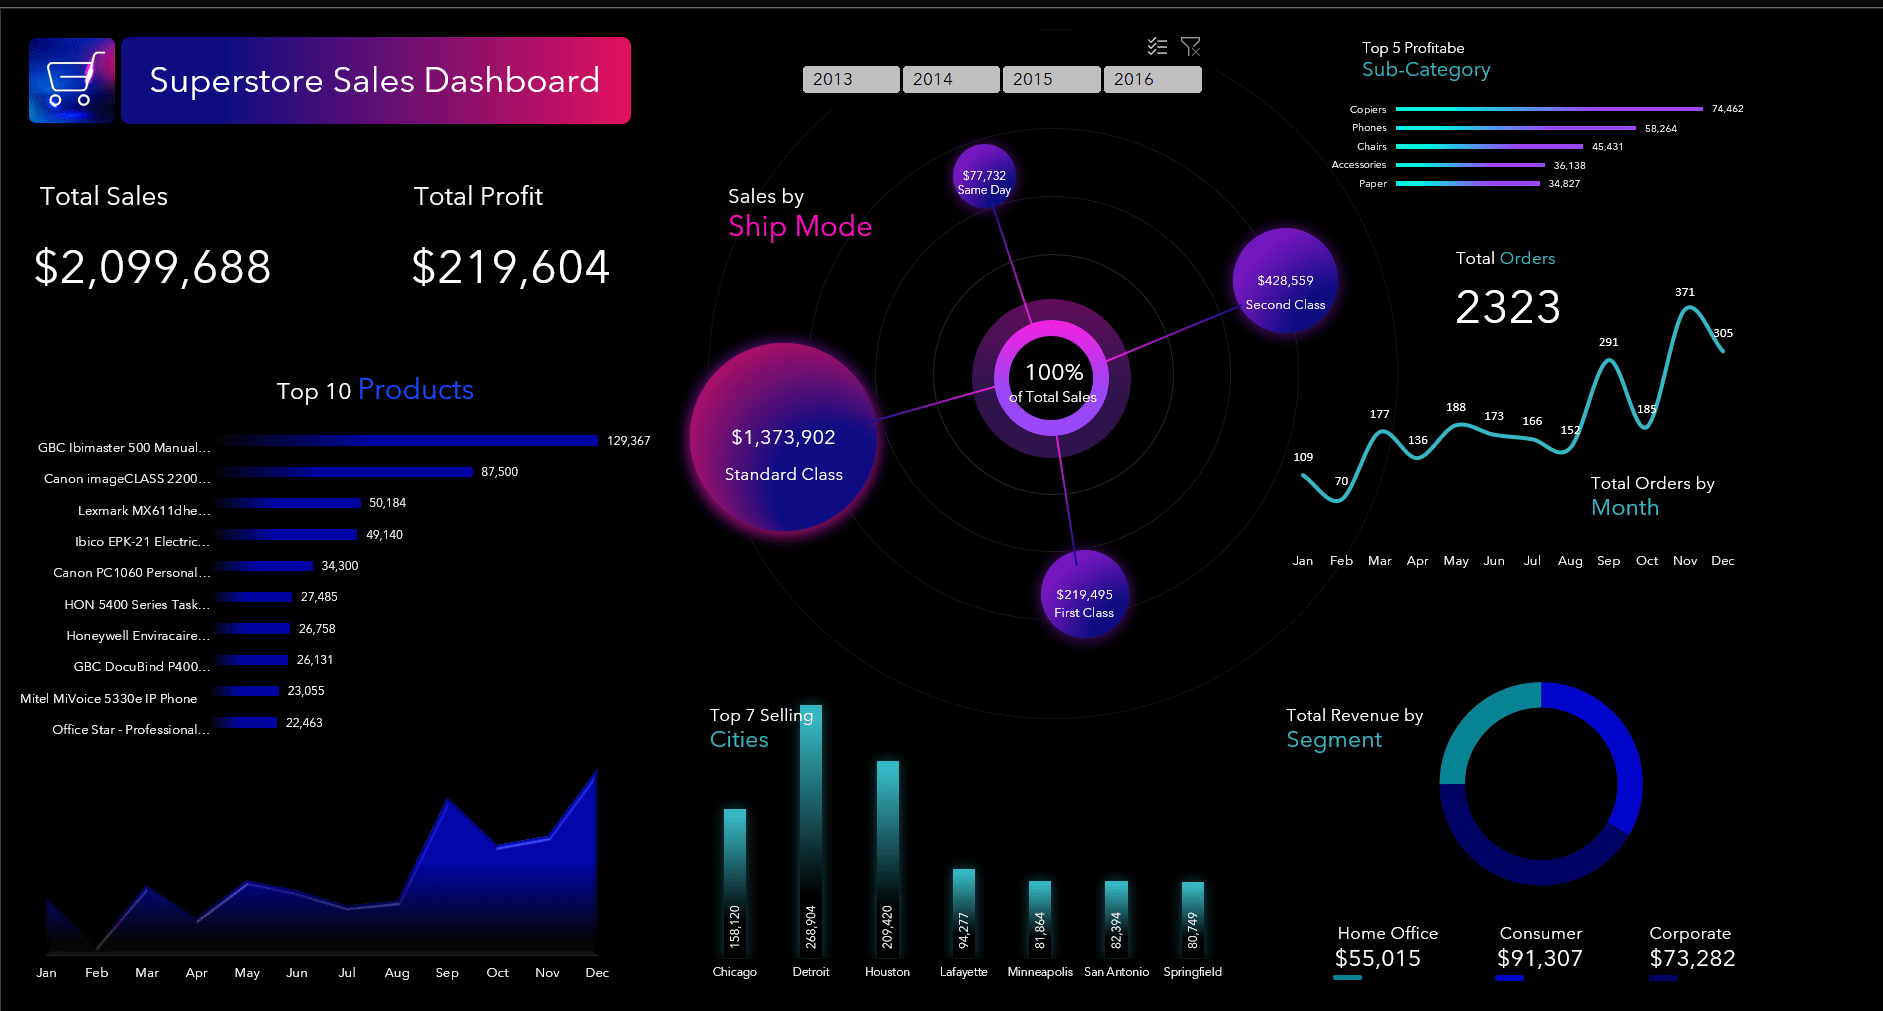 Superstore Sales Dashboard
2013
2014
2015
2016
Top 5 Profitabe
Sub-Category
Copiers 74,462
Phones 58,264
Chairs 45,431
Accessories 36,138
Paper 34,827
Total Sales
$2,099,688
Total Profit
$219,604
Sales by
Ship Mode
$77,732
Same Day
$428,559
Second Class
100%
of Total Sales
$1,373,902
Standard Class
$219,495
First Class
Total Orders
2323
109
70
177
136
188
173
166
152
291
185
371
305
Total Orders by
Month
Jan Feb Mar Apr May Jun Jul Aug Sep Oct Nov Dec
Top 10 Products
GBC Ibimaster 500 Manual... 129,367
Canon imageCLASS 2200... 87,500
Lexmark MX611dhe... 50,184
Ibico EPK-21 Electric... 49,140
Canon PC1060 Personal... 34,300
HON 5400 Series Task... 27,485
Honeywell Enviracaire... 26,758
GBC DocuBind P400... 26,131
Mitel MiVoice 5330e IP Phone 23,055
Office Star - Professional... 22,463
Jan Feb Mar Apr May Jun Jul Aug Sep Oct Nov Dec
Top 7 Selling
Cities
158,120
268,904
209,420
94,277
81,864
82,394
80,749
Chicago Detroit Houston Lafayette Minneapolis San Antonio Springfield
Total Revenue by
Segment
Home Office
$55,015
Consumer
$91,307
Corporate
$73,282